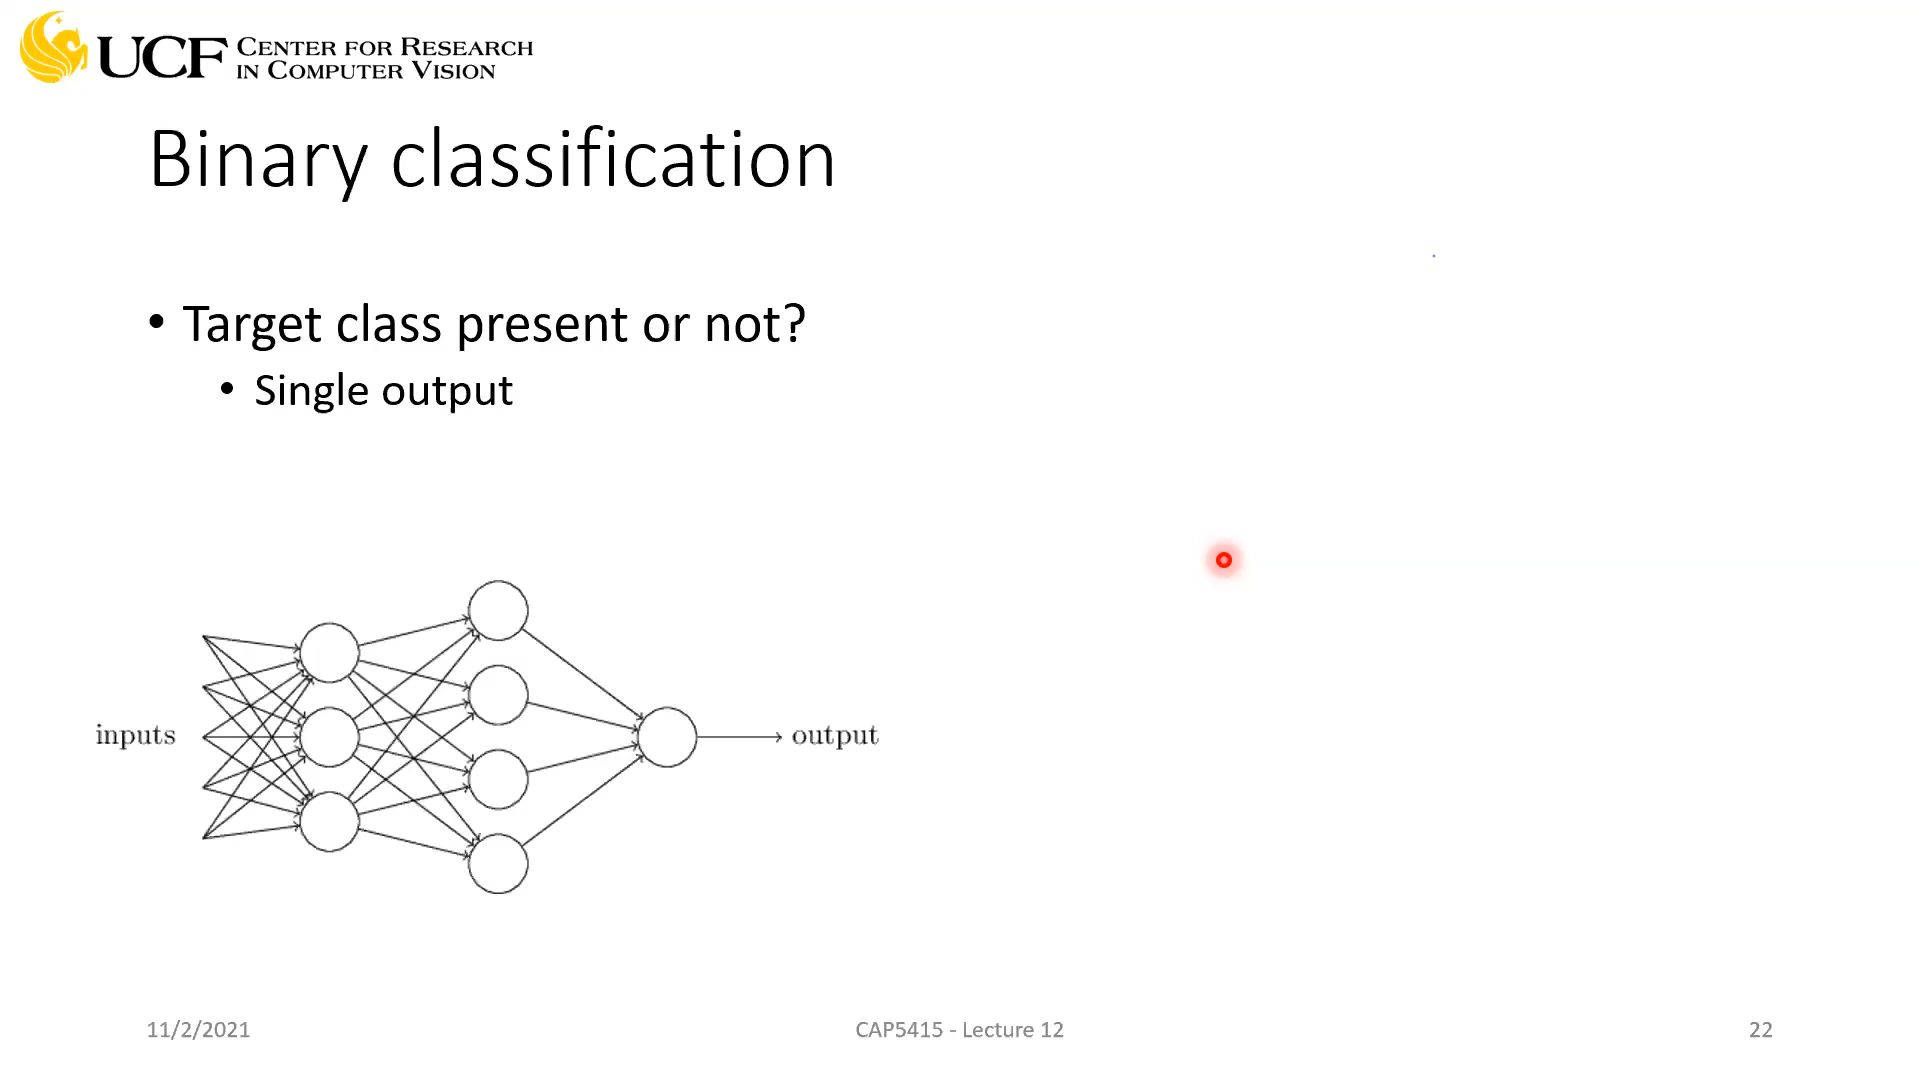 UCF CENTER FOR RESEARCH
IN COMPUTER VISION
Binary classification
• Target class present or not?
• Single output
inputs
output
11/2/2021
CAP5415 - Lecture 12
22